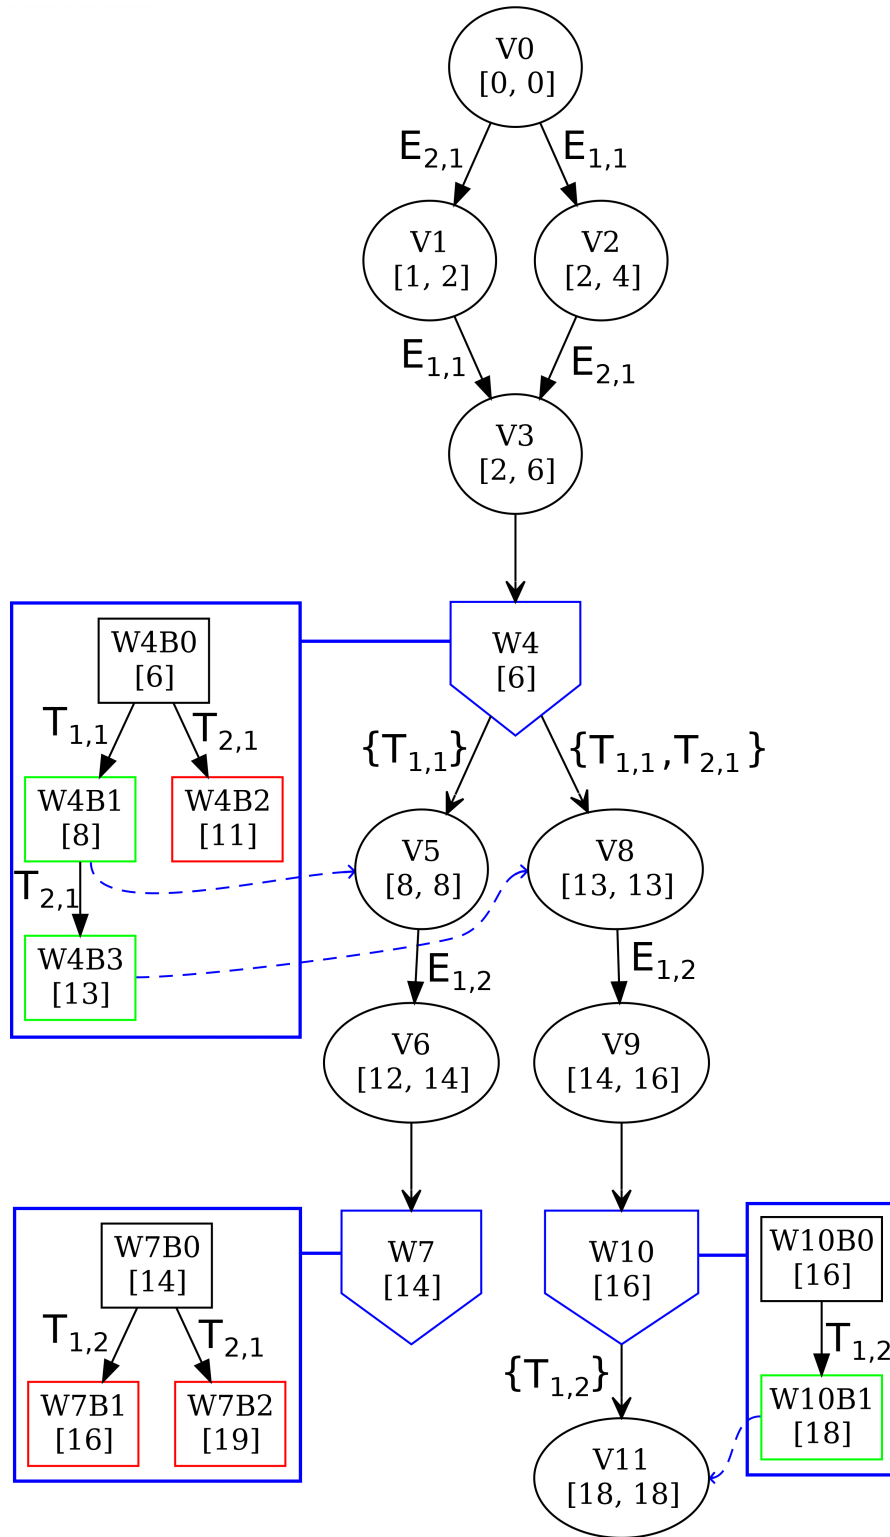 V0
[0, 0]
E2,1
E1,1
V1
[1, 2]
V2
[2, 4]
E1,1
E2,1
V3
[2, 6]
W4B0
[6]
W4
[6]
T1,1
T2,1
{T1,1}
{T1,1 ,T2,1 }
W4B1
[8]
W4B2
[11]
V5
[8, 8]
V8
[13, 13]
T2,1
W4B3
[13]
E1,2
E1,2
V6
[12, 14]
V9
[14, 16]
W7B0
[14]
W7
[14]
W10
[16]
W10B0
[16]
T1,2
T2,1
{T1,2}
T1,2
W7B1
[16]
W7B2
[19]
W10B1
[18]
V11
[18, 18]